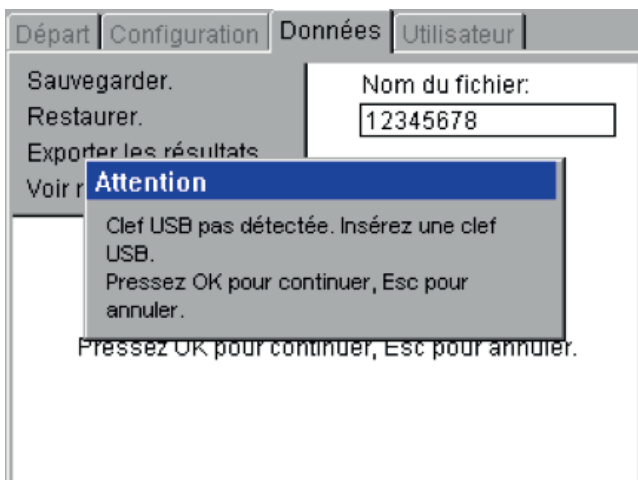 Départ Configuration Données Utilisateur
Sauvegarder.
Restaurer.
Exporter les résultats
Voir r
Nom du fichier:
12345678
Attention
Clef USB pas détectée. Insérez une clef
USB.
Pressez OK pour continuer, Esc pour
annuler.
Pressez OK pour continuer, Esc pour annuler.